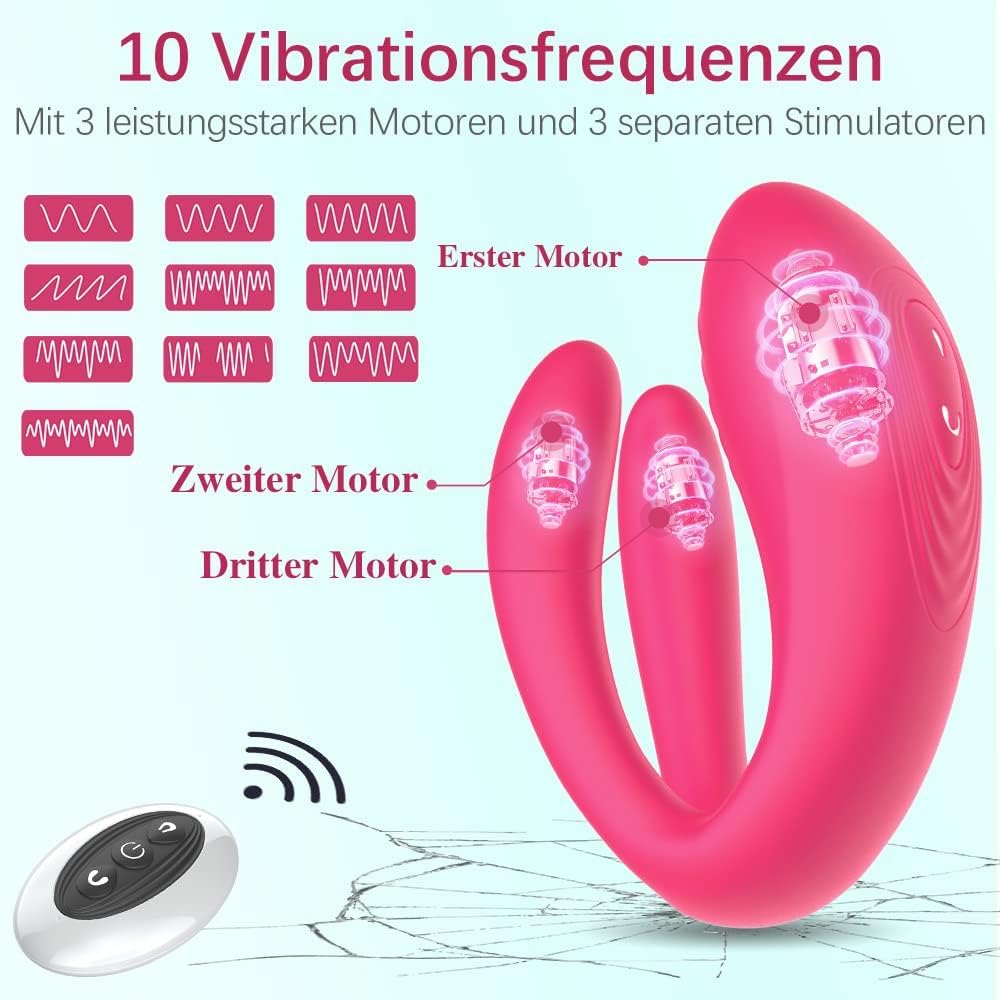 10 Vibrationsfrequenzen
Mit 3 leistungsstarken Motoren und 3 separaten Stimulatoren
Erster Motor
Zweiter Motor
Dritter Motor